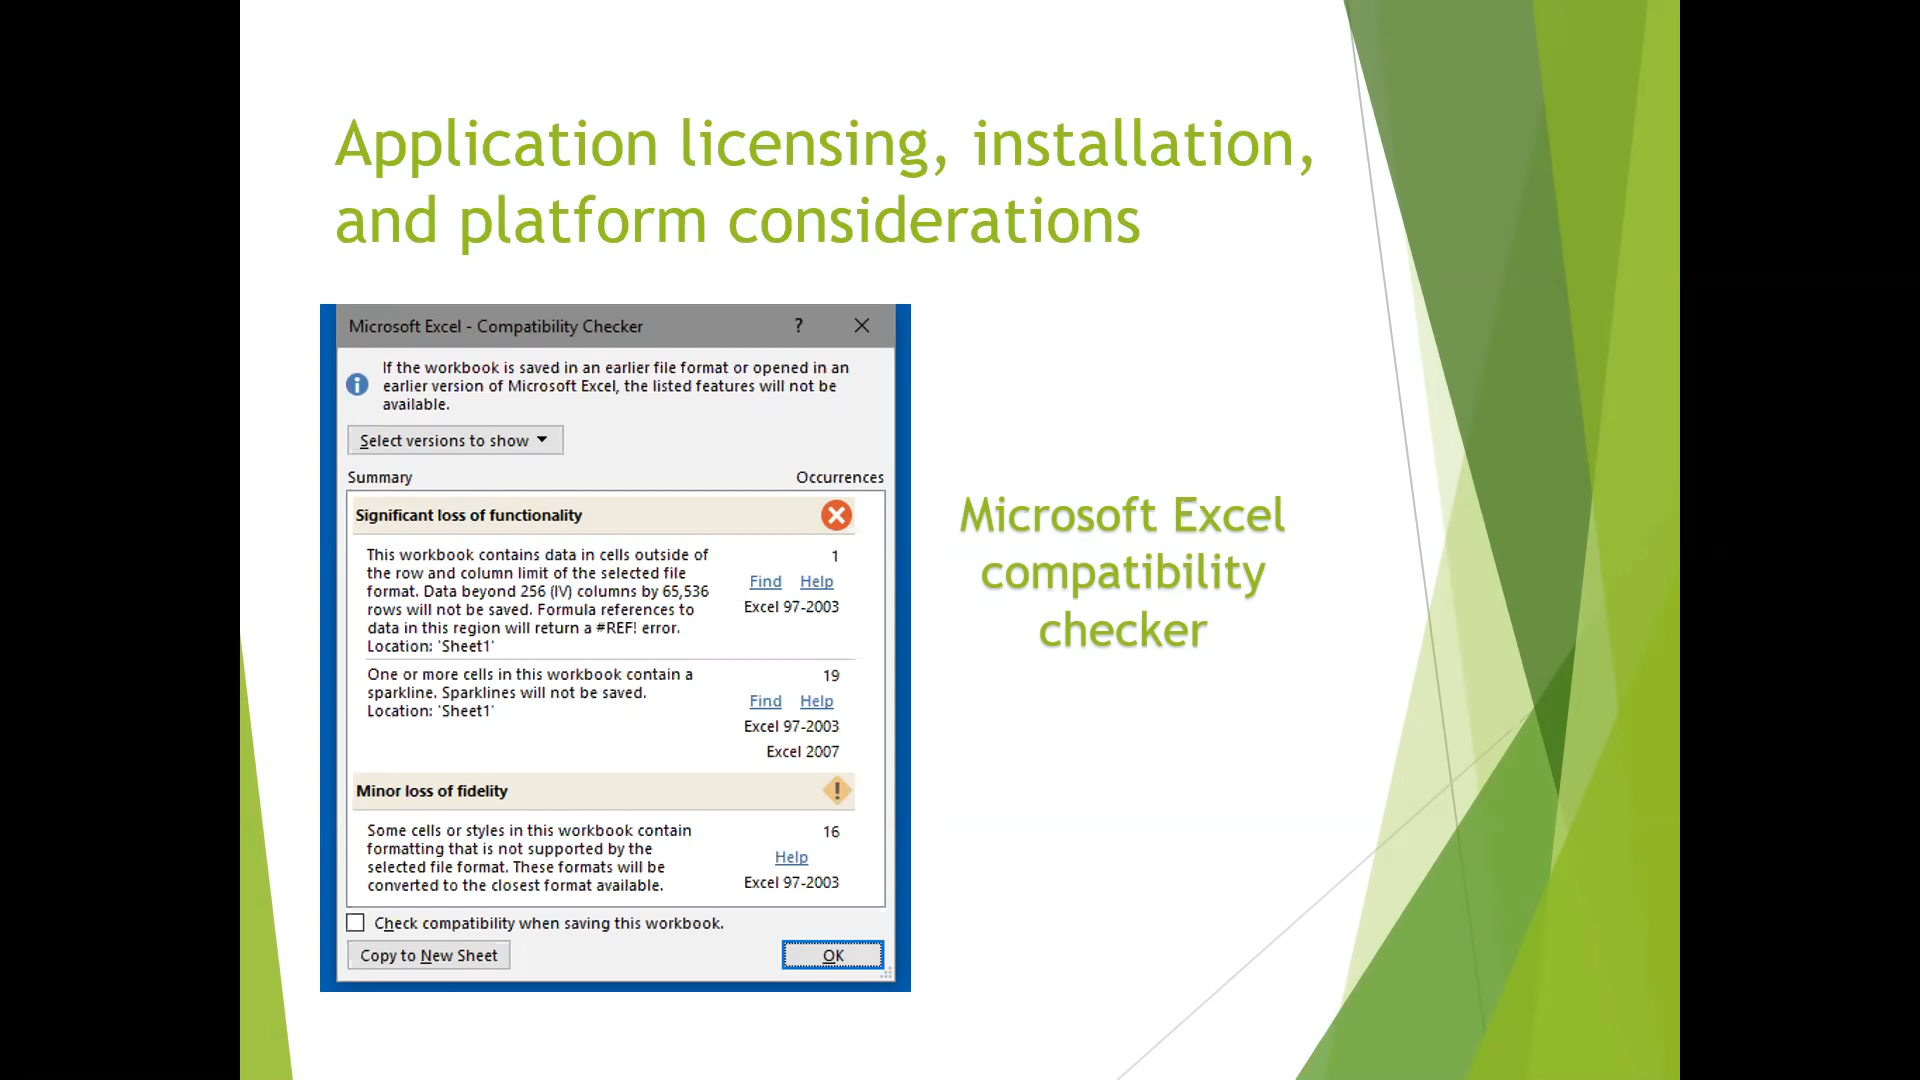 Application licensing, installation,
and platform considerations
Microsoft Excel - Compatibility Checker ?
If the workbook is saved in an earlier file format or opened in an
earlier version of Microsoft Excel, the listed features will not be
available.
Select versions to show
Summary Occurrences
Significant loss of functionality
This workbook contains data in cells outside of 1
the row and column limit of the selected file Find Help
format. Data beyond 256 (IV) columns by 65,536 Excel 97-2003
rows will not be saved. Formula references to
data in this region will return a #REF! error.
Location: 'Sheet1'
One or more cells in this workbook contain a 19
sparkline. Sparklines will not be saved. Find Help
Location: 'Sheet1' Excel 97-2003
Excel 2007
Minor loss of fidelity
Some cells or styles in this workbook contain 16
formatting that is not supported by the Help
selected file format. These formats will be Excel 97-2003
converted to the closest format available.
Check compatibility when saving this workbook.
Copy to New Sheet OK
Microsoft Excel
compatibility
checker